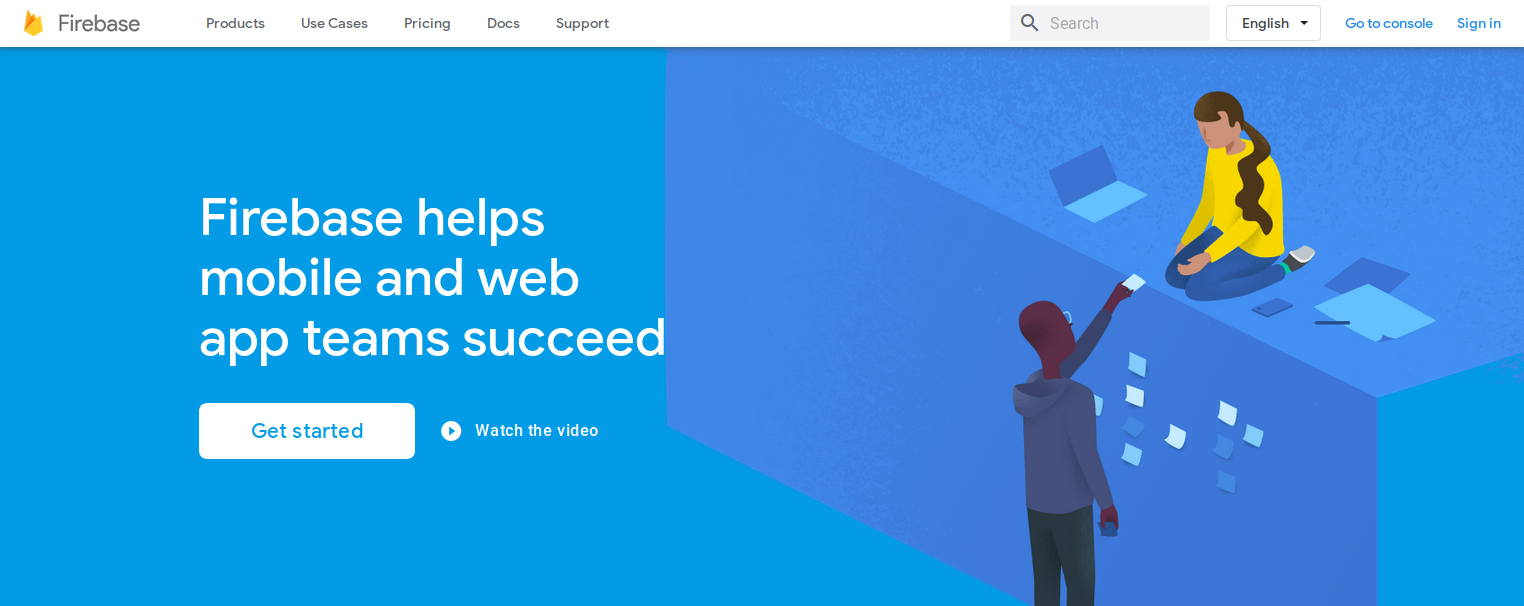 Firebase
Products
Use Cases
Pricing
Docs
Support
Search
English
Go to console
Sign in
Firebase helps
mobile and web
app teams succeed
Get started
Watch the video